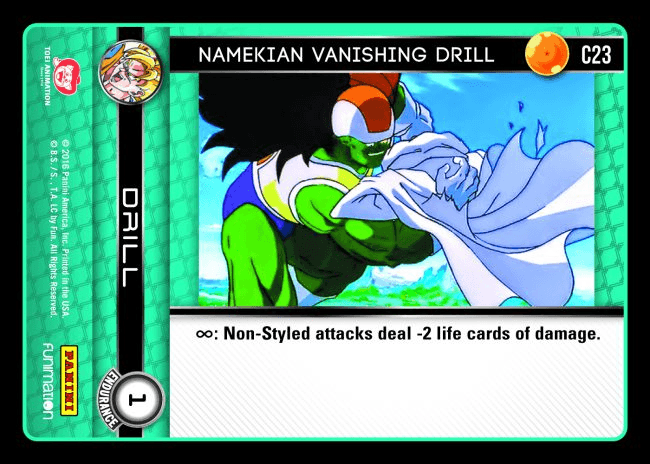 NAMEKIAN VANISHING DRILL
C23
∞: Non-Styled attacks deal -2 life cards of damage.
DRILL
ENDURANCE
1
TOEI ANIMATION
© 2016 Panini America, Inc. Printed in the USA.
© B.S./S., T.A. LC by Fun. All Rights Reserved.
PANINI
FUNimation